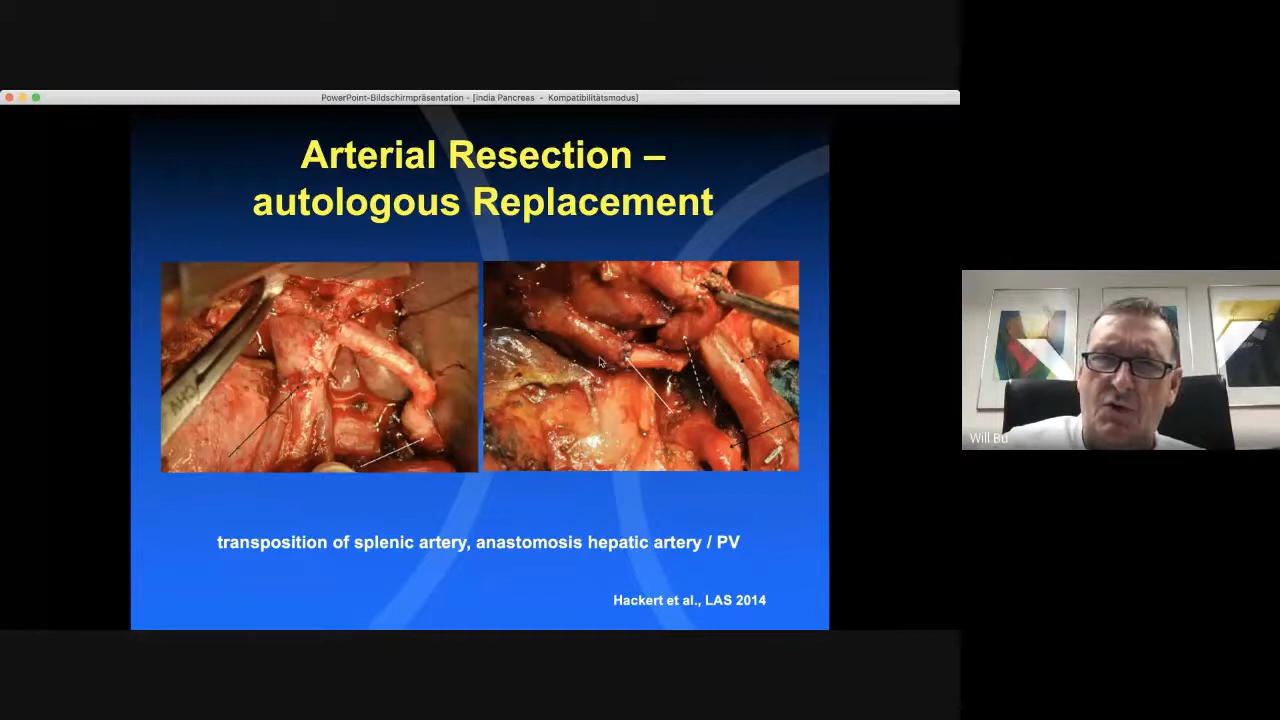 PowerPoint-Bildschirmpräsentation - [India Pancreas - Kompatibilitätsmodus]
Arterial Resection –
autologous Replacement
transposition of splenic artery, anastomosis hepatic artery / PV
Hackert et al., LAS 2014
Will Bu